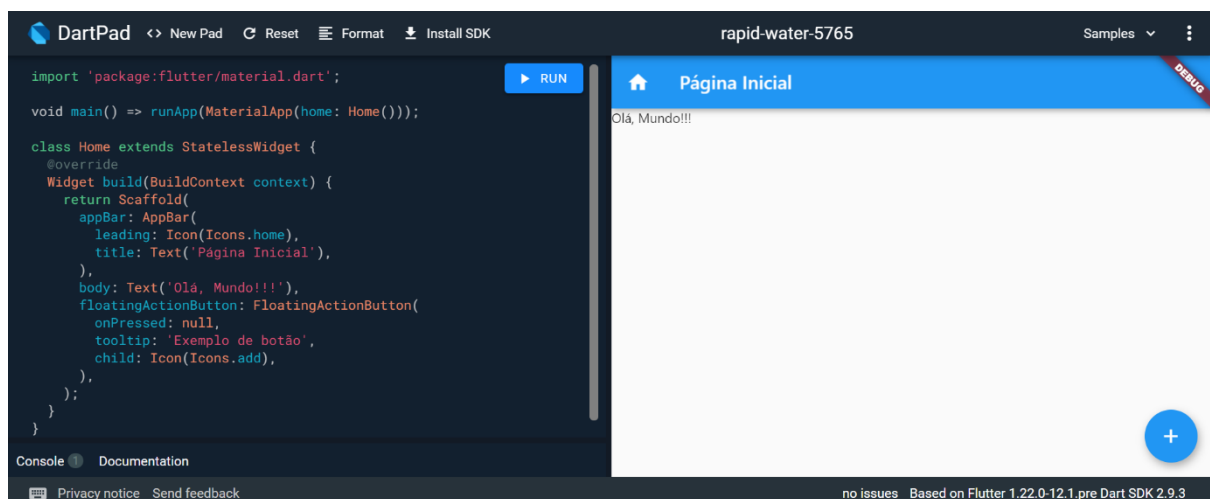 DartPad <> New Pad Reset Format Install SDK rapid-water-5765 Samples
import 'package:flutter/material.dart';
RUN
void main() => runApp(MaterialApp(home: Home()));
class Home extends StatelessWidget {
@override
Widget build(BuildContext context) {
return Scaffold(
appBar: AppBar(
leading: Icon(Icons.home),
title: Text('Página Inicial'),
),
body: Text('Olá, Mundo!!!'),
floatingActionButton: FloatingActionButton(
onPressed: null,
tooltip: 'Exemplo de botão',
child: Icon(Icons.add),
),
);
}
}
Página Inicial
DEBUG
Olá, Mundo!!!
+
Console 1 Documentation
Privacy notice Send feedback no issues Based on Flutter 1.22.0-12.1.pre Dart SDK 2.9.3